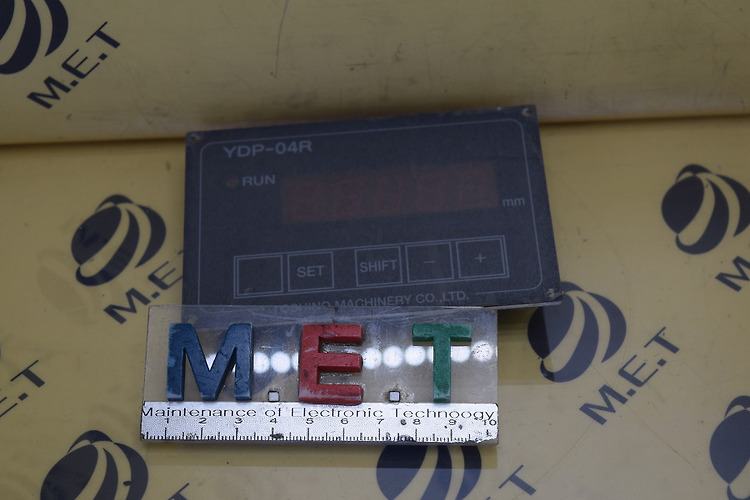 M.E.T
YDP-04R
RUN
mm
SET SHIFT - +
MACHINERY CO.,LTD.
M.E.T
M.E.T
M.E.T
M.E.T
Maintenance of Electronic Technoogy
1 2 3 4 5 6 7 8 9 10
M.E.T
M.E.T